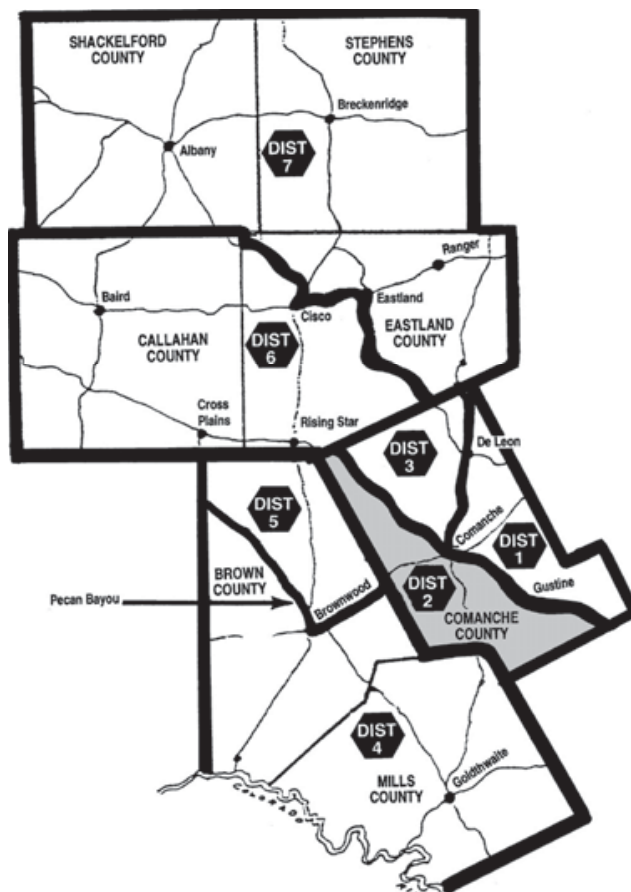 SHACKELFORD
COUNTY
STEPHENS
COUNTY
Breckenridge
Albany
DIST
7
Ranger
Baird
Eastland
Cisco
EASTLAND
COUNTY
CALLAHAN
COUNTY
DIST
6
Cross
Plains
Rising Star
De Leon
DIST
3
DIST
5
Comanche
DIST
1
BROWN
COUNTY
Pecan Bayou
Brownwood
DIST
2
Gustine
COMANCHE
COUNTY
DIST
4
Goldthwaite
MILLS
COUNTY
COLORADO